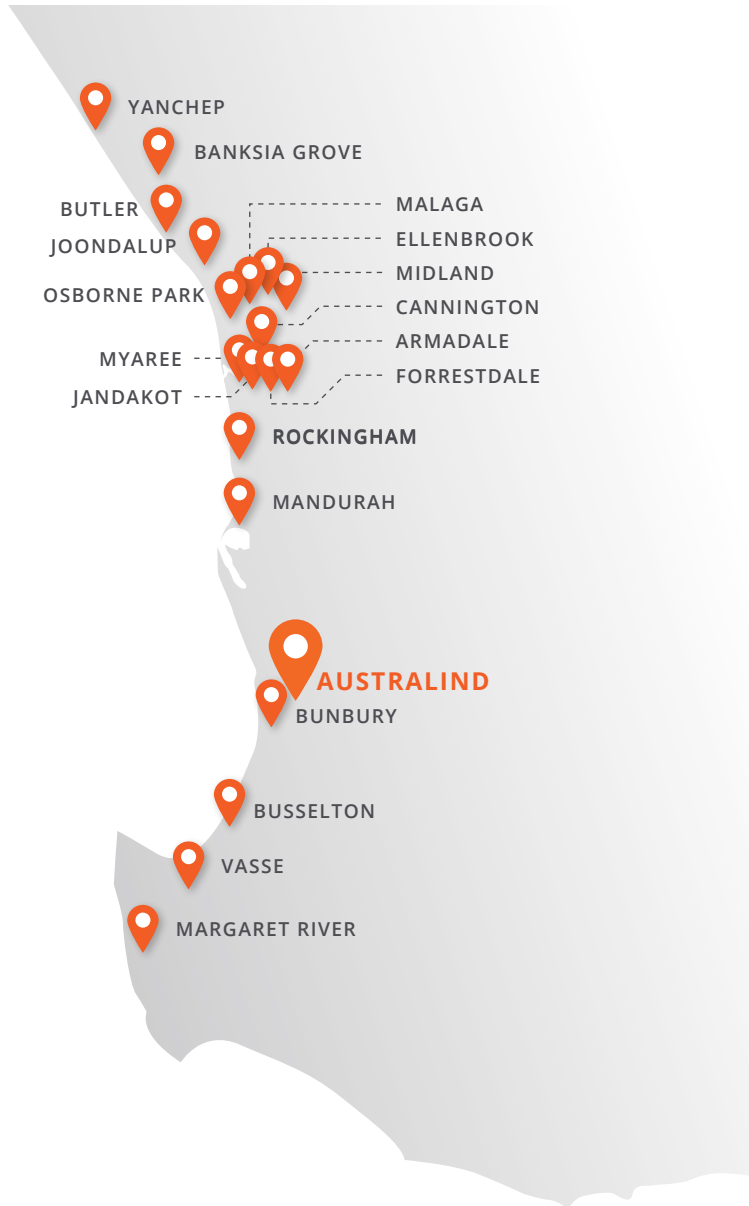 YANCHEP
BANKSIA GROVE
BUTLER
MALAGA
JOONDALUP
ELLENBROOK
MIDLAND
OSBORNE PARK
CANNINGTON
ARMADALE
MYAREE
FORRESTDALE
JANDAKOT
ROCKINGHAM
MANDURAH
AUSTRALIND
BUNBURY
BUSSELTON
VASSE
MARGARET RIVER